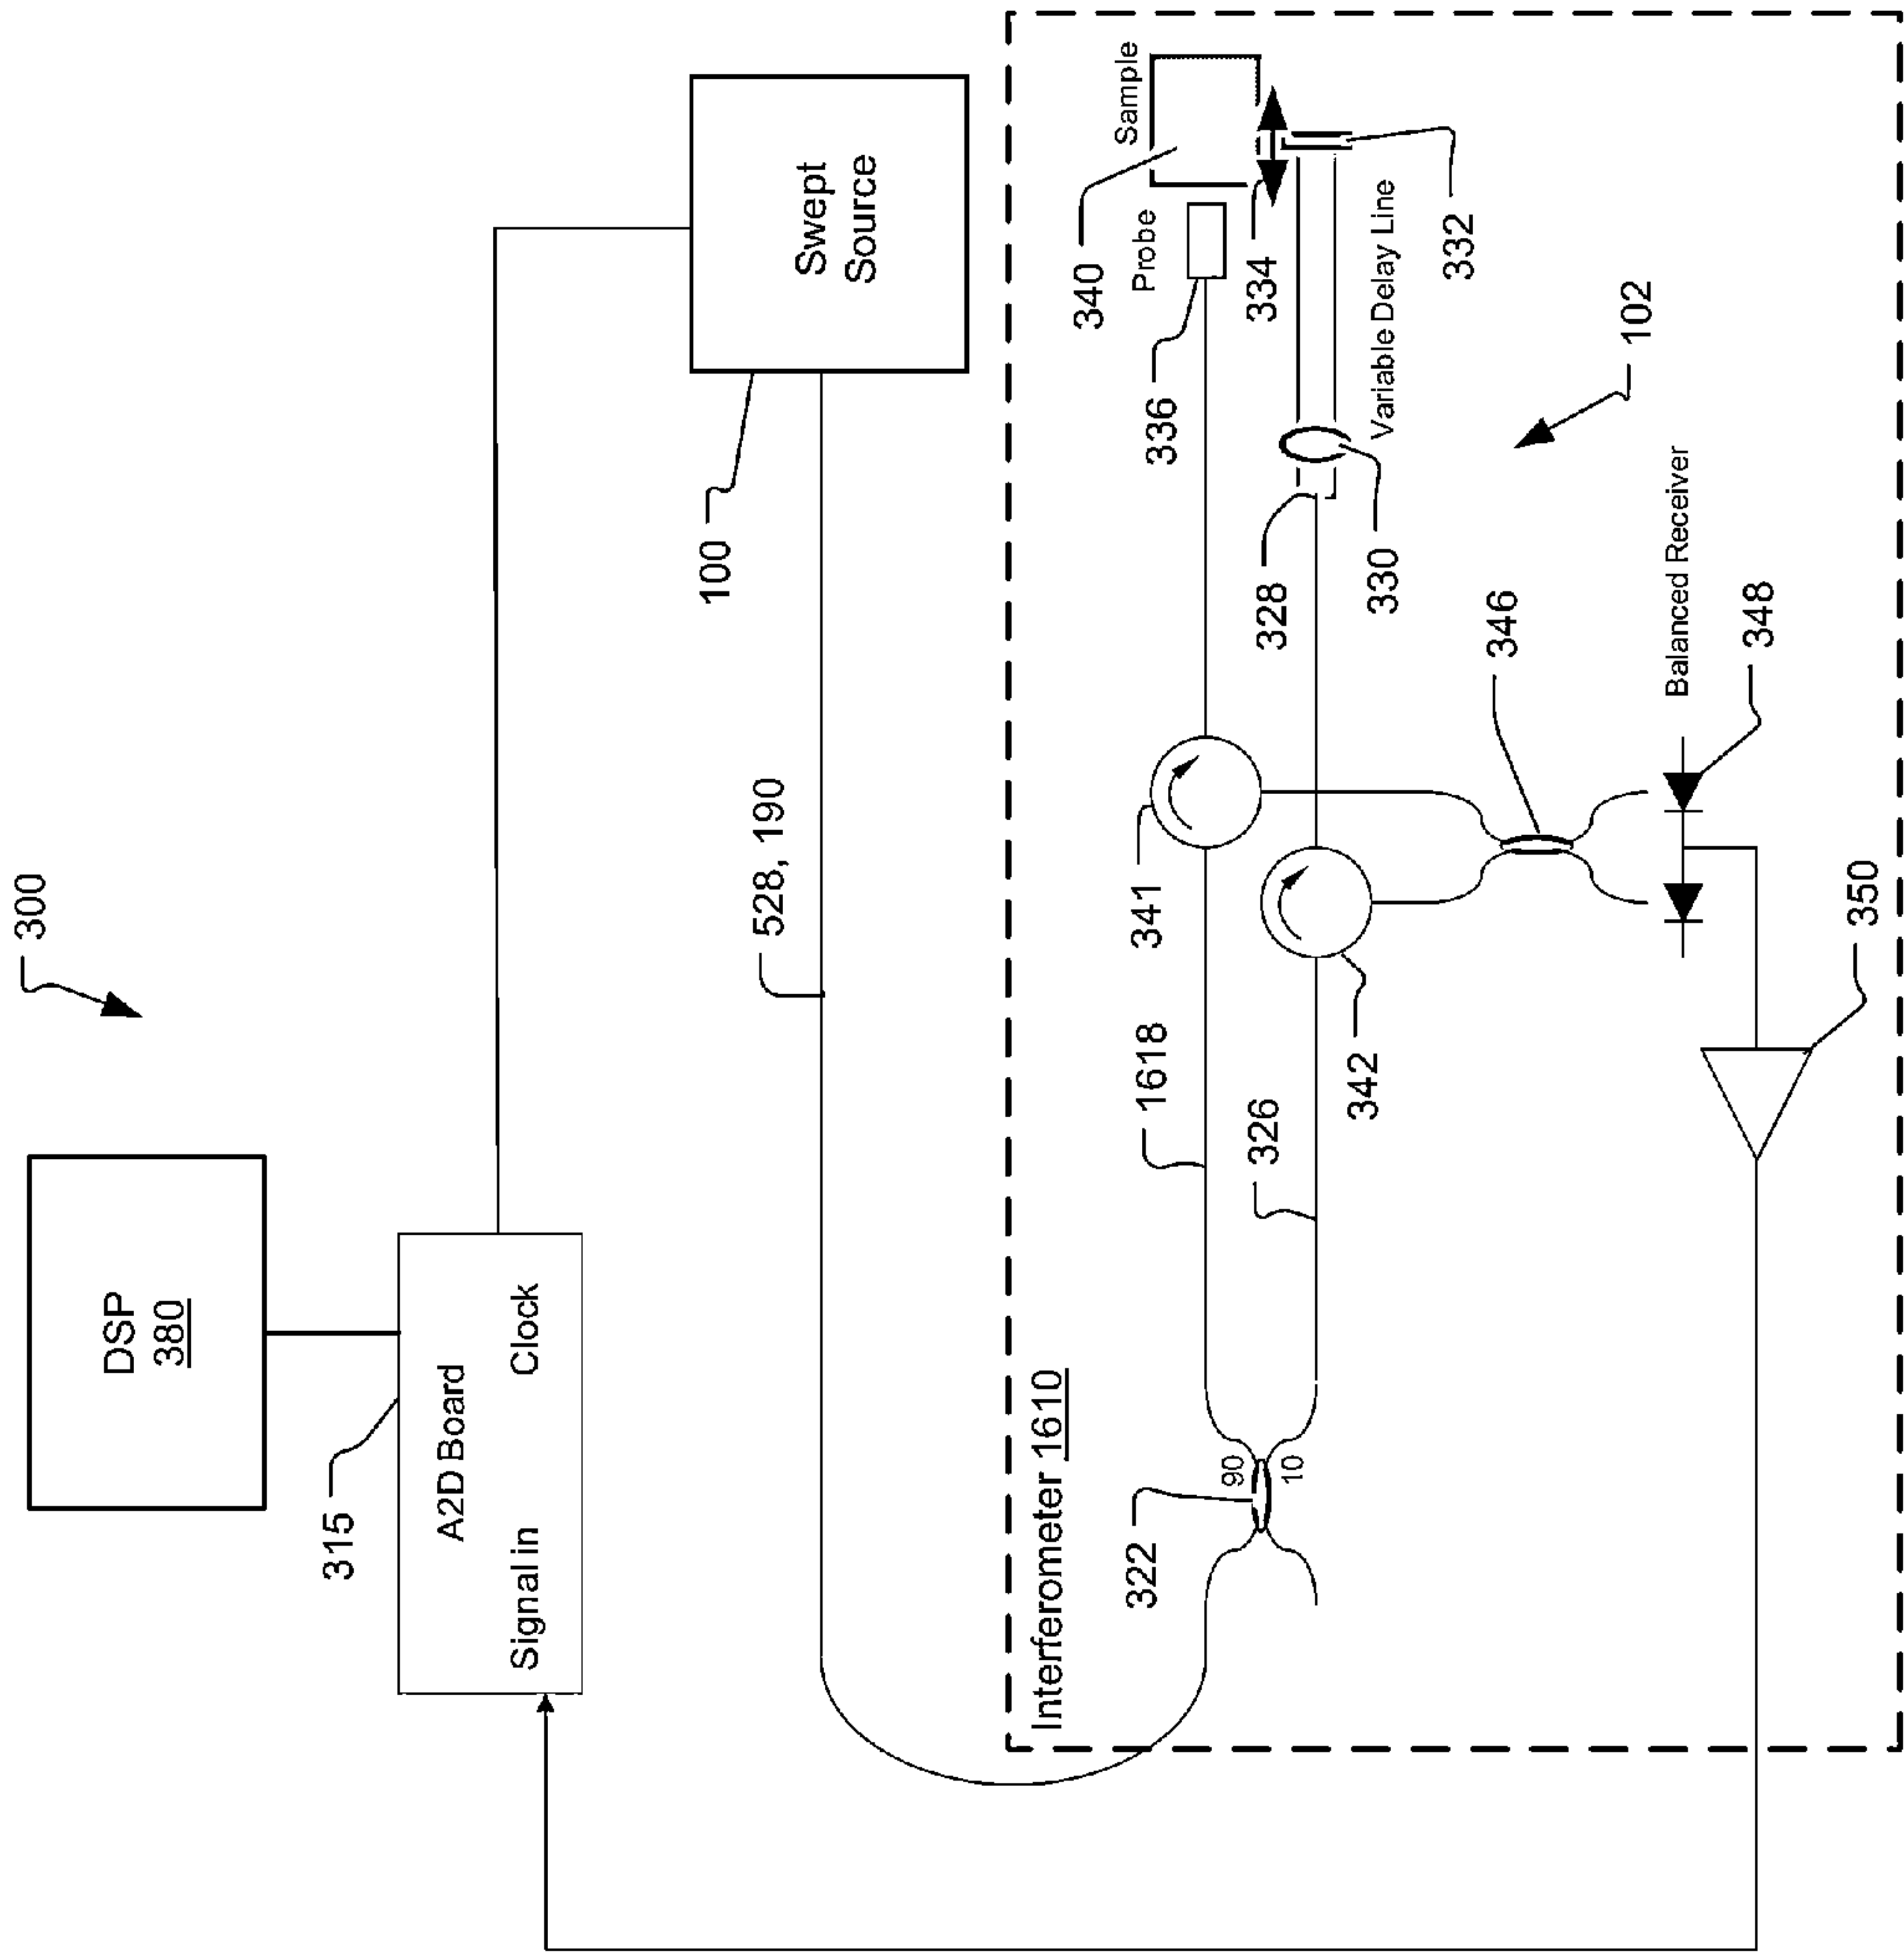 300
DSP
380
315
A2D Board
Signal in
Clock
Swept
Source
100
528, 190
Interferometer 1610
322
90
10
1618
326
341
342
Probe
336
Sample
340
334
332
328
330
Variable Delay Line
102
346
Balanced Receiver
348
350